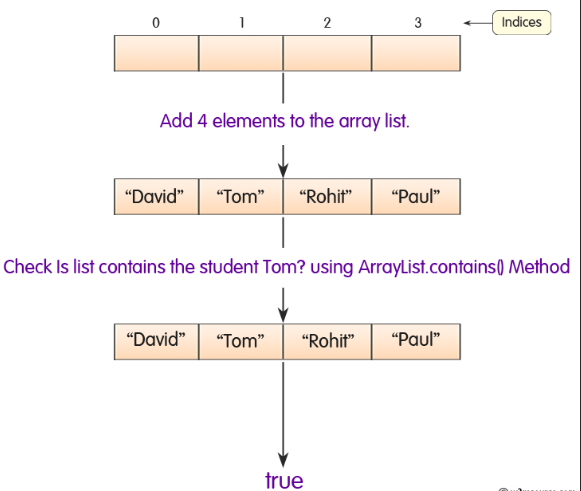 0 1 2 3 Indices
Add 4 elements to the array list.
“David” “Tom” “Rohit” “Paul”
Check Is list contains the student Tom? using ArrayList.contains() Method
“David” “Tom” “Rohit” “Paul”
true